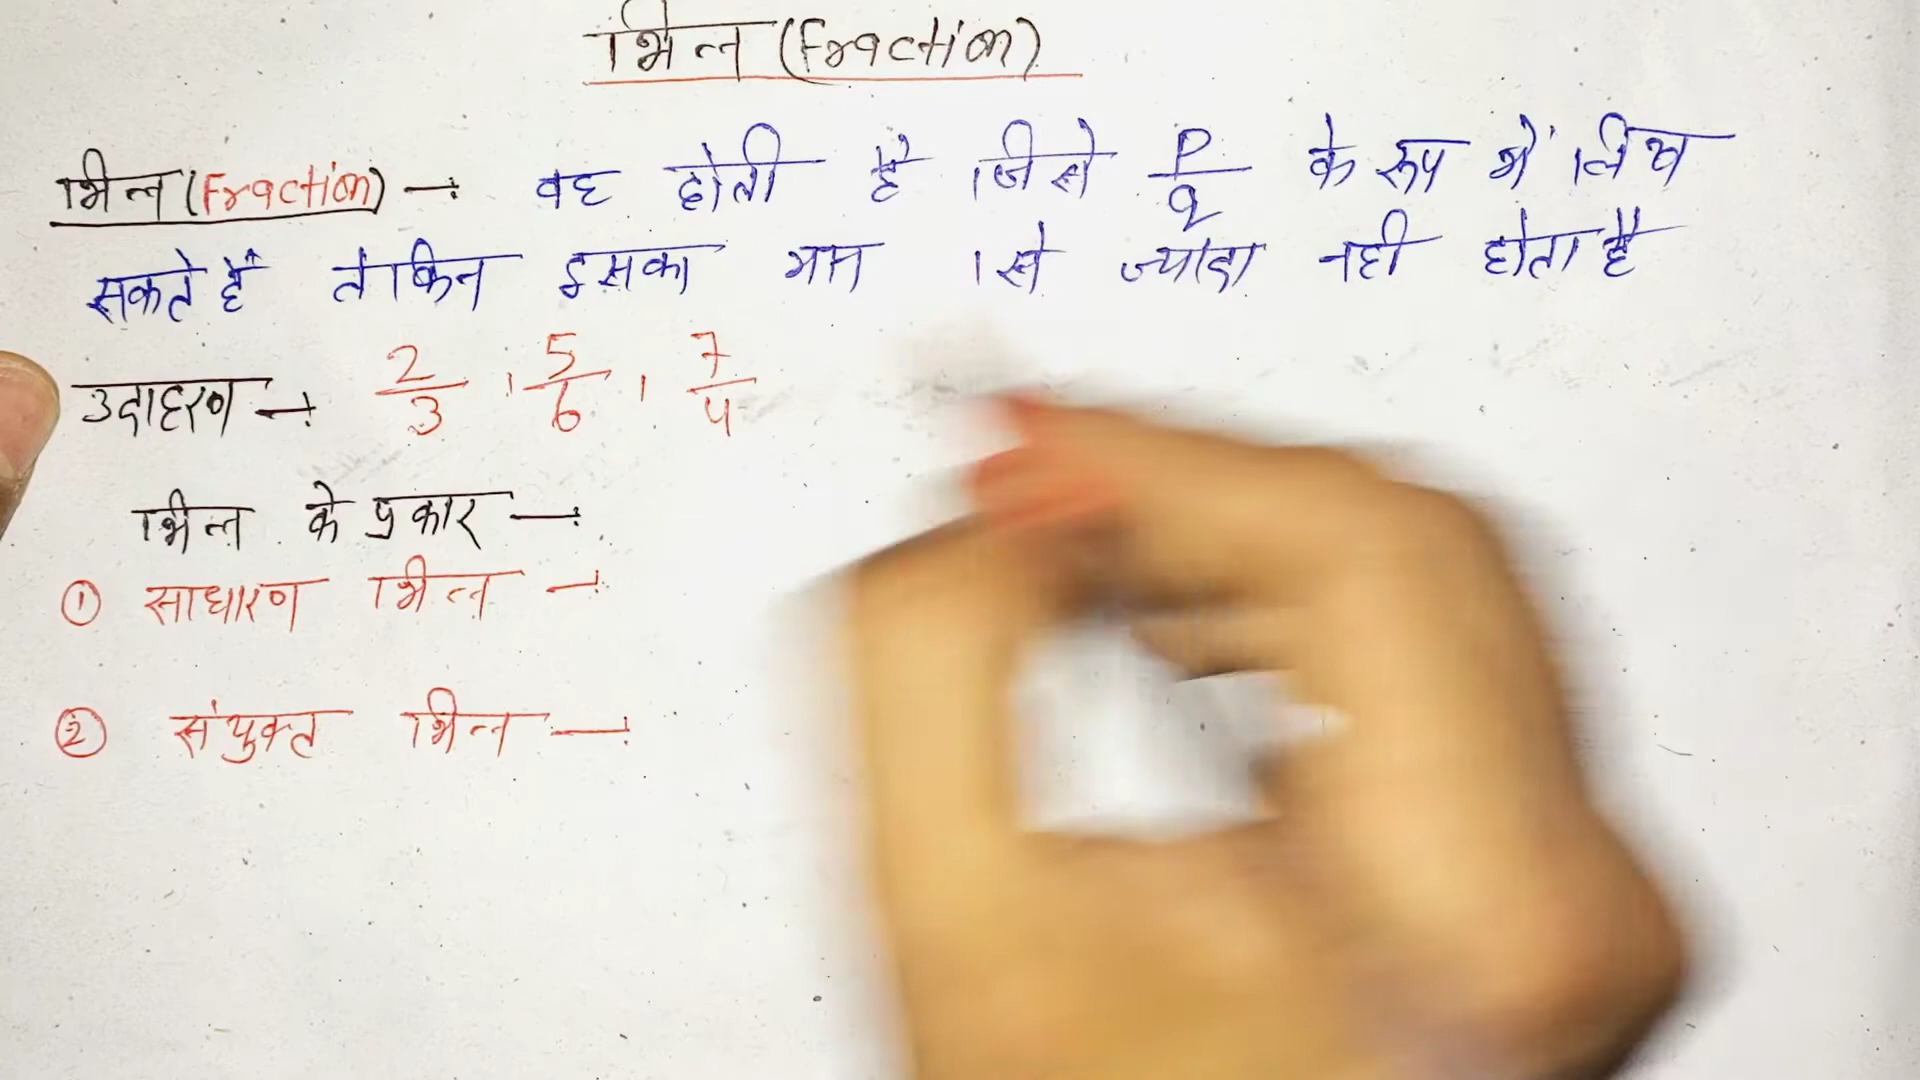 भिन्न (Fraction)
भिन्न (Fraction) → वह होती है जिसे P/q के रूप में लिख
सकते हैं लेकिन इसका मान 1 से ज्यादा नही होता है
उदाहरण → 2/3, 5/6, 7/4
भिन्न के प्रकार →
① साधारण भिन्न →
② संयुक्त भिन्न →